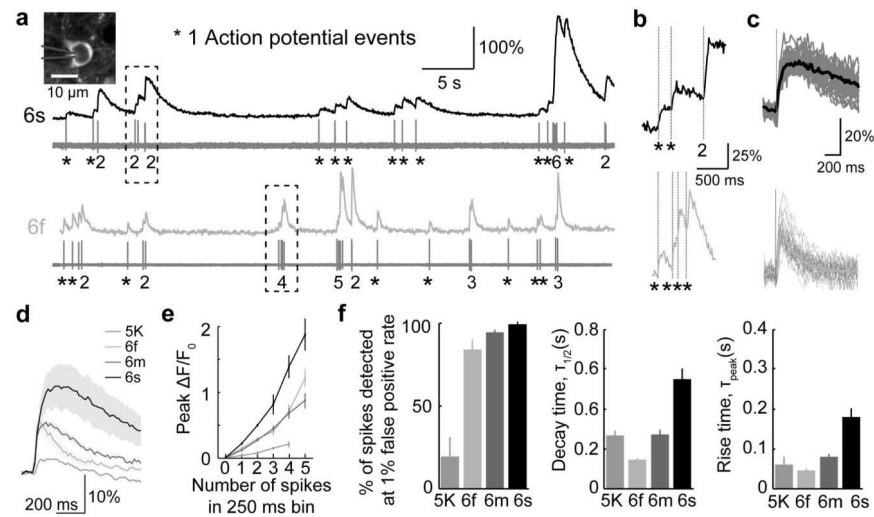 a
* 1 Action potential events
100%
5 s
10 µm
6s
* * 2 2 2 * * * * * * * * 6 * 2
6f
* * 2 * 2 4 5 2 * * 3 * * * 3
b
* * 2
25%
500 ms
* * * *
c
20%
200 ms
d
5K
6f
6m
6s
200 ms
10%
e
Peak ΔF/F0
2
1
0
0 1 2 3 4 5
Number of spikes
in 250 ms bin
f
% of spikes detected
at 1% false positive rate
100
50
0
5K 6f 6m 6s
Decay time, τ1/2(s)
0.8
0.6
0.4
0.2
0
5K 6f 6m 6s
Rise time, τpeak(s)
0.4
0.3
0.2
0.1
0
5K 6f 6m 6s